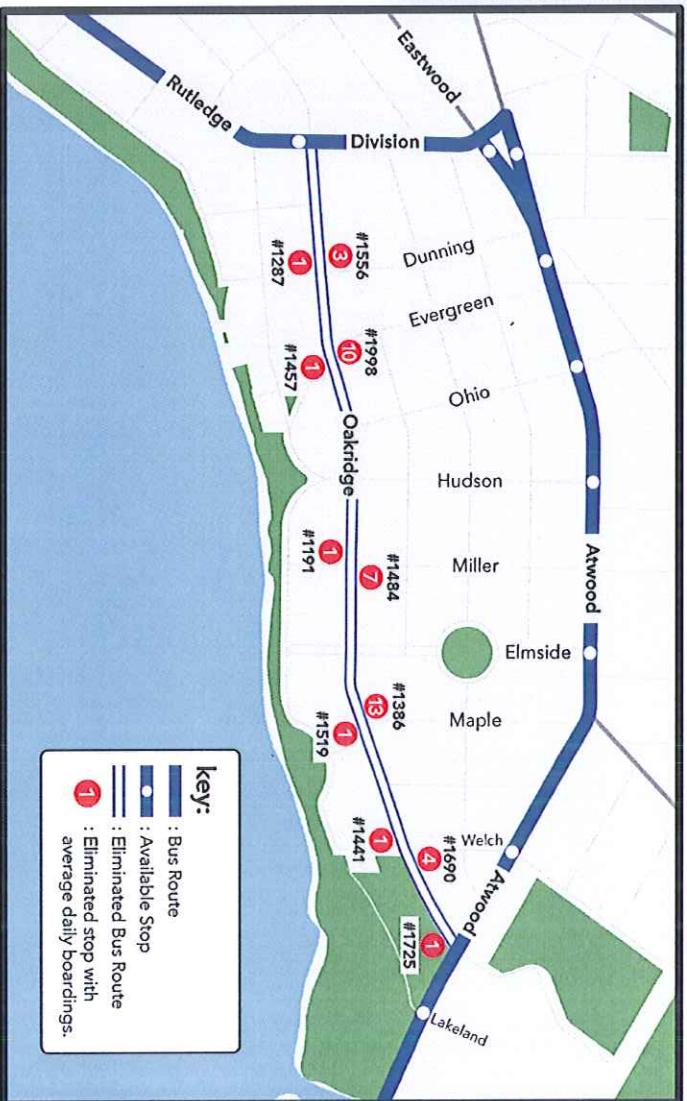 Eastwood
Rutledge
Division
Dunning
Evergreen
Ohio
Oakridge
Hudson
Miller
Elmside
Maple
Welch
Atwood
Atwood
Lakeland
#1556
3
1
#1287
#1998
10
1
#1457
#1484
7
1
#1191
#1386
13
1
#1519
#1690
4
1
#1441
1
#1725
key:
: Bus Route
: Available Stop
: Eliminated Bus Route
1 : Eliminated stop with
average daily boardings.